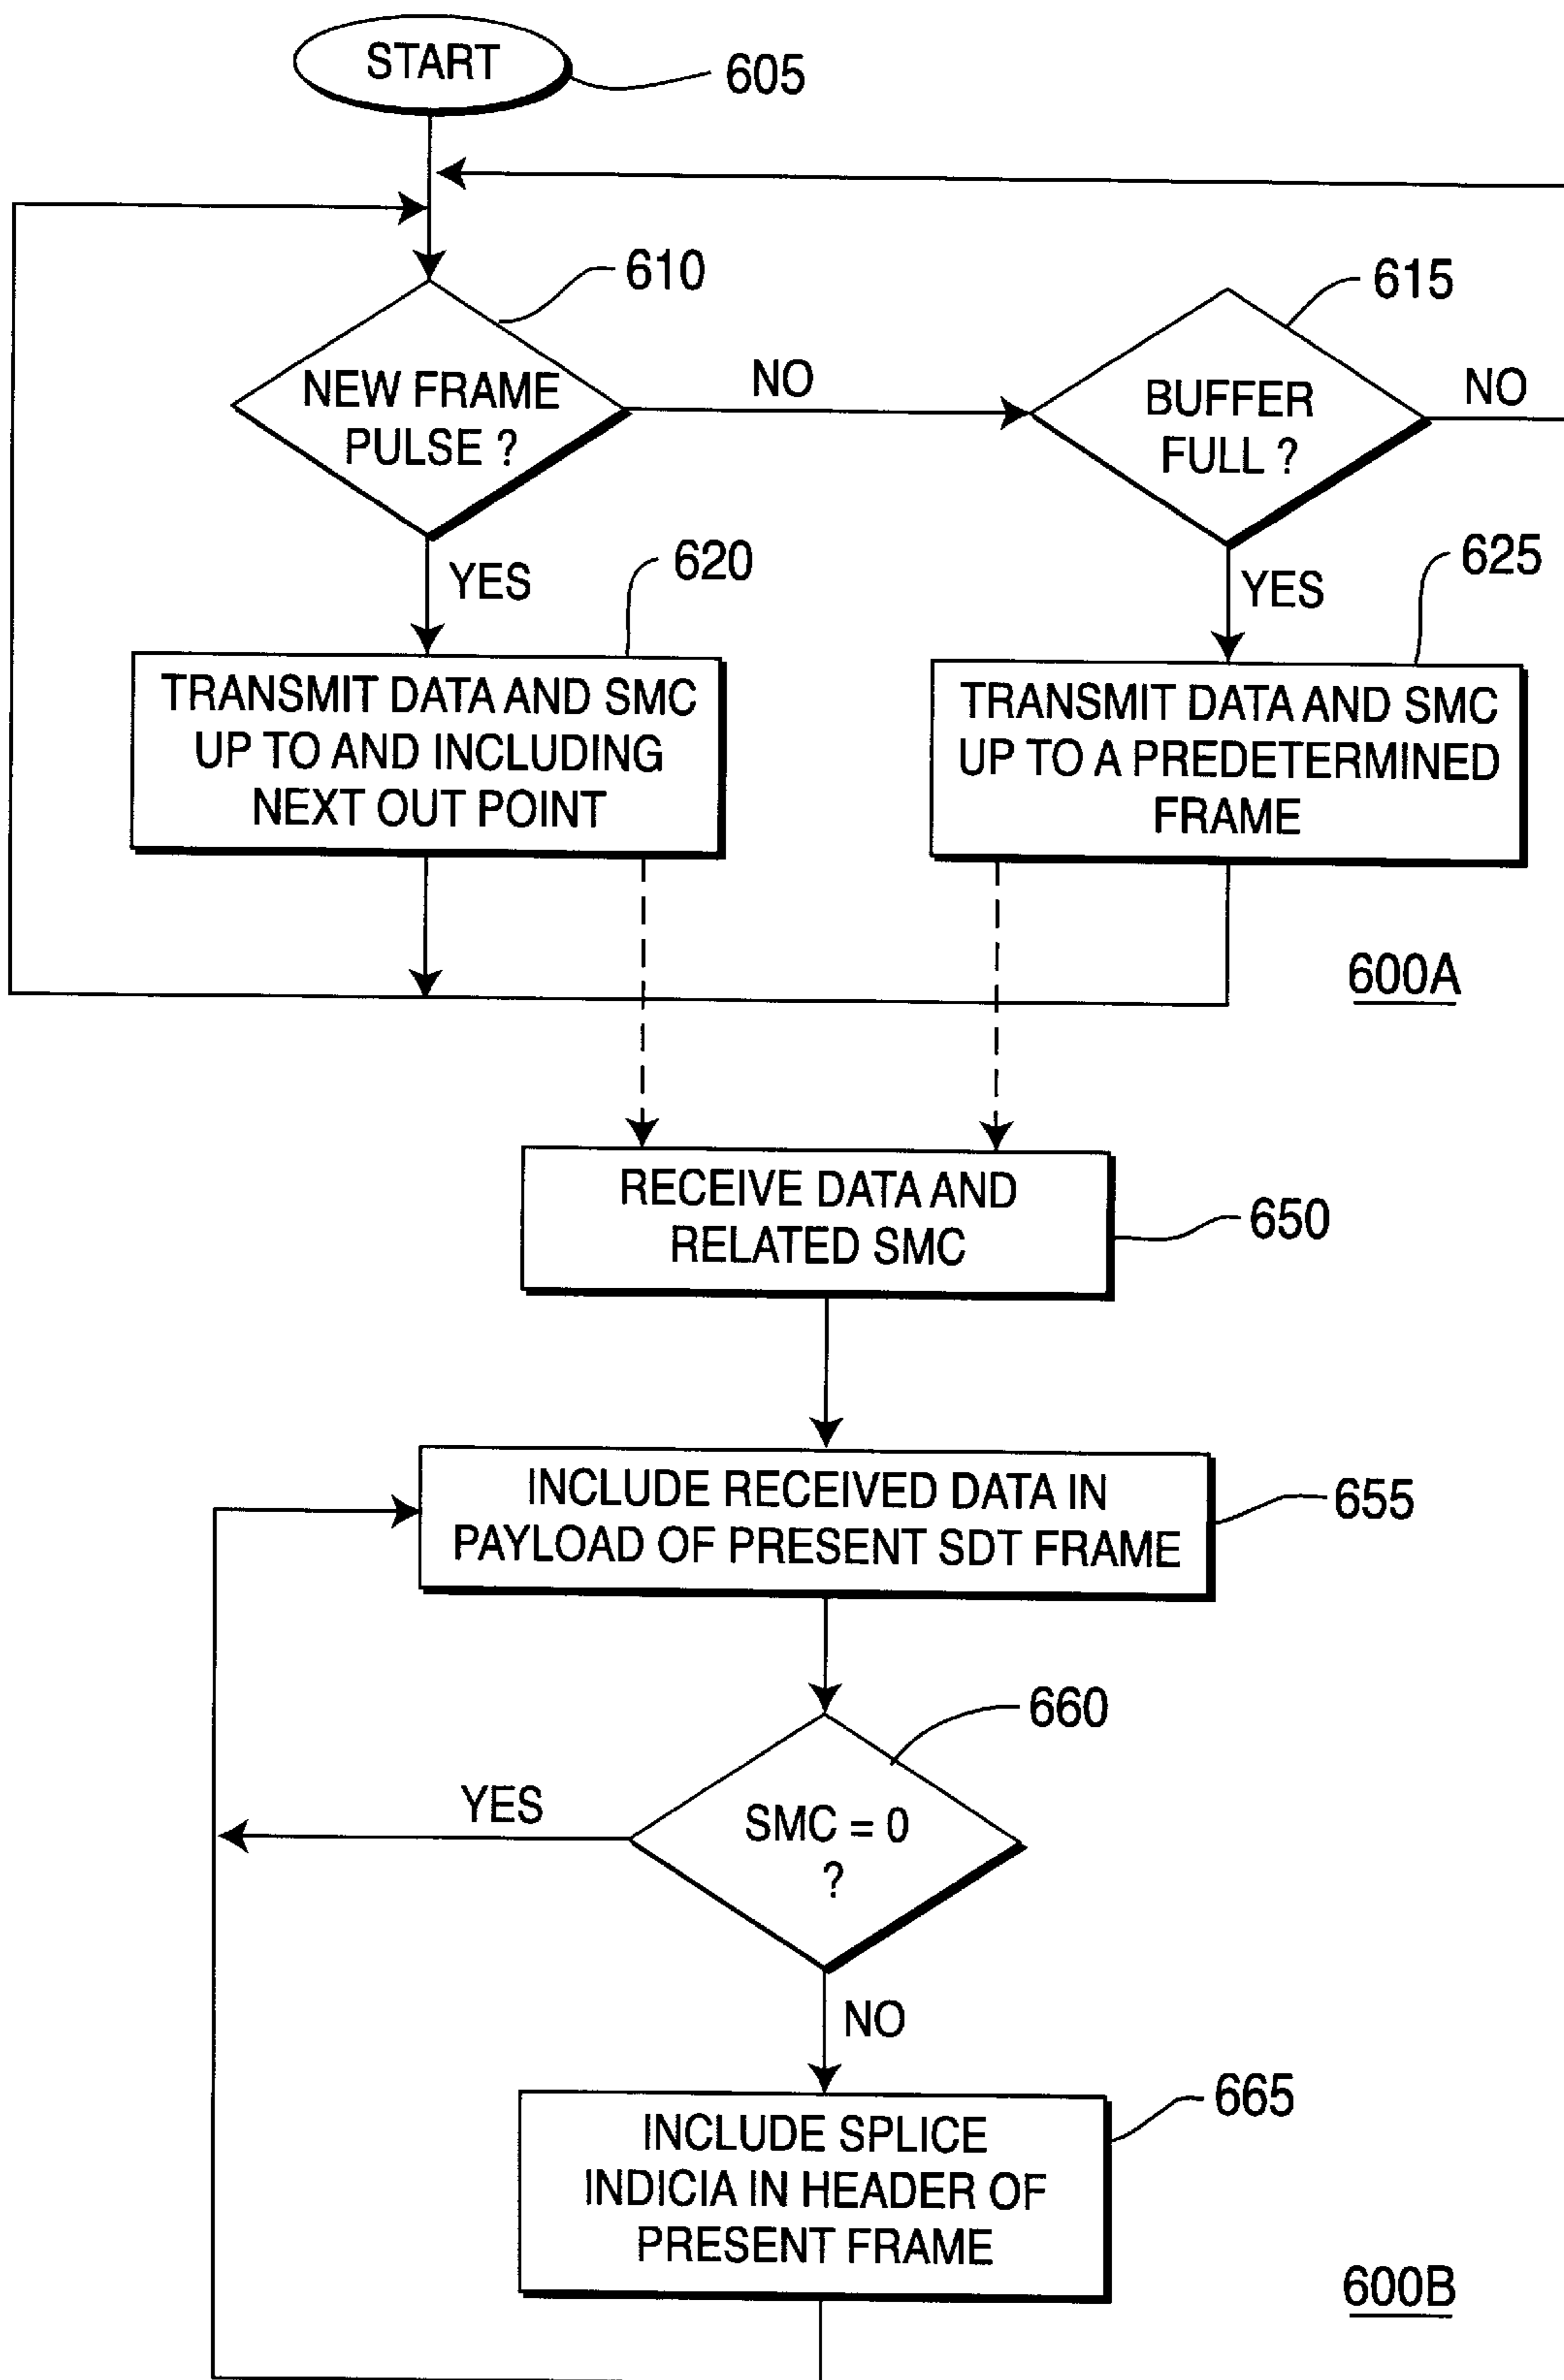 START
605
610
NEW FRAME
PULSE ?
NO
615
BUFFER
FULL ?
NO
YES
620
YES
625
TRANSMIT DATA AND SMC
UP TO AND INCLUDING
NEXT OUT POINT
TRANSMIT DATA AND SMC
UP TO A PREDETERMINED
FRAME
600A
RECEIVE DATA AND
RELATED SMC
650
INCLUDE RECEIVED DATA IN
PAYLOAD OF PRESENT SDT FRAME
655
660
YES
SMC = 0
?
NO
665
INCLUDE SPLICE
INDICIA IN HEADER OF
PRESENT FRAME
600B